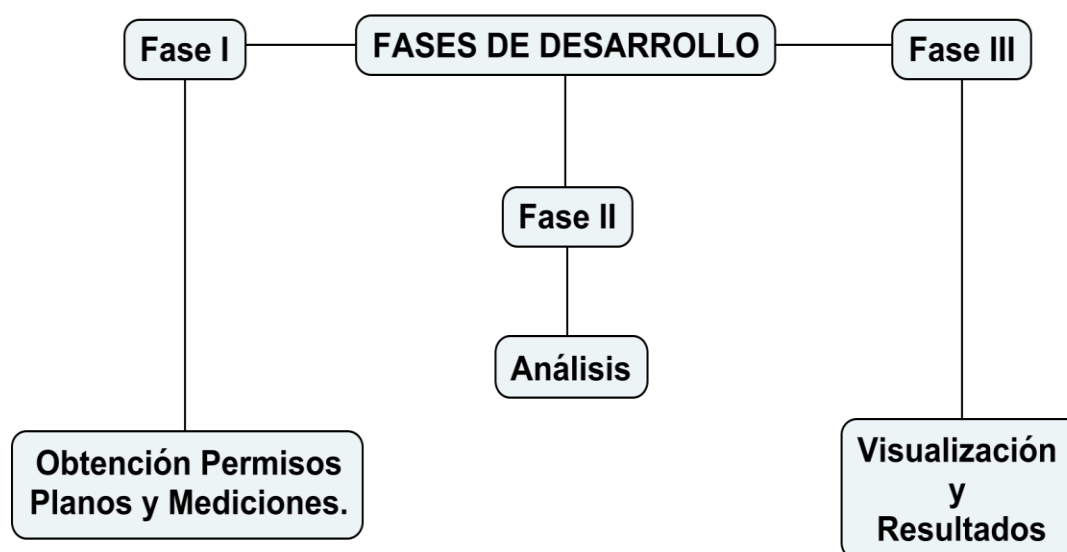 Fase I
FASES DE DESARROLLO
Fase III
Fase II
Análisis
Obtención Permisos
Planos y Mediciones.
Visualización
y
Resultados